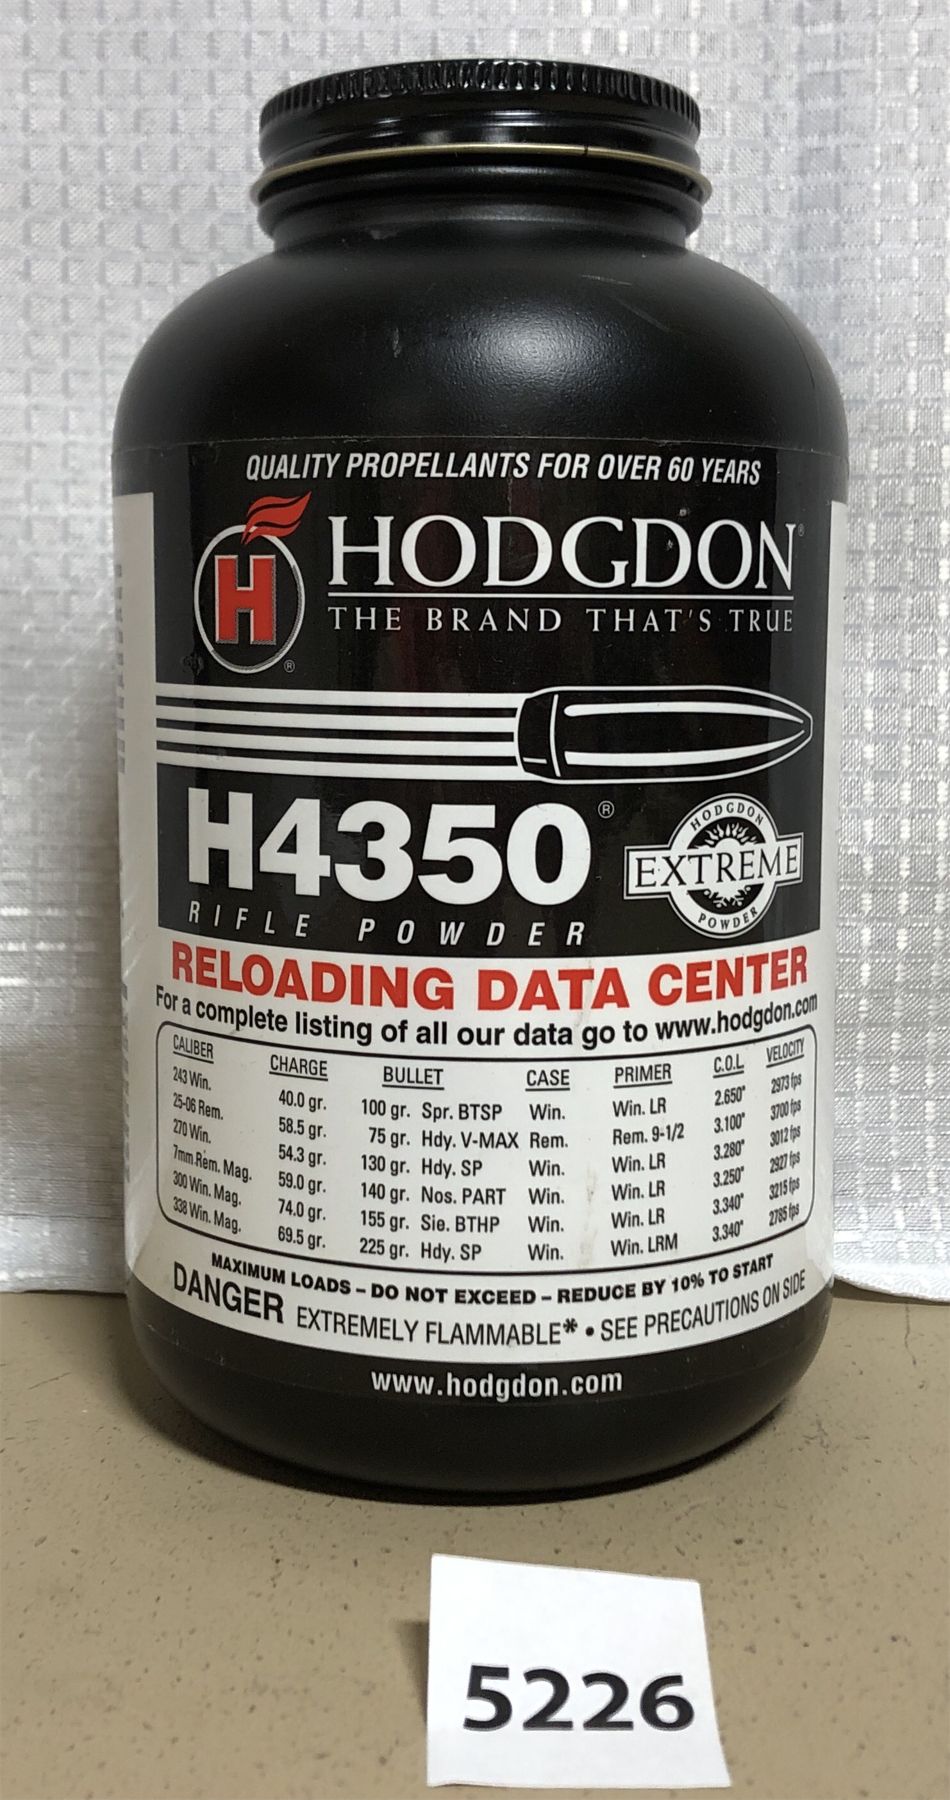 QUALITY PROPELLANTS FOR OVER 60 YEARS
H®
HODGDON®
THE BRAND THAT'S TRUE
H4350®
RIFLE POWDER
HODGDON
EXTREME
POWDER
RELOADING DATA CENTER
For a complete listing of all our data go to www.hodgdon.com
CALIBER CHARGE BULLET CASE PRIMER C.O.L. VELOCITY
243 Win. 40.0 gr. 100 gr. Spr. BTSP Win. Win. LR 2.650" 2973 fps
25-06 Rem. 58.5 gr. 75 gr. Hdy. V-MAX Rem. Rem. 9-1/2 3.100" 3700 fps
270 Win. 54.3 gr. 130 gr. Hdy. SP Win. Win. LR 3.280" 3012 fps
7mm Rem. Mag. 59.0 gr. 140 gr. Nos. PART Win. Win. LR 3.250" 2927 fps
300 Win. Mag. 74.0 gr. 155 gr. Sie. BTHP Win. Win. LR 3.340" 3215 fps
338 Win. Mag. 69.5 gr. 225 gr. Hdy. SP Win. Win. LRM 3.340" 2785 fps
MAXIMUM LOADS – DO NOT EXCEED – REDUCE BY 10% TO START
DANGER EXTREMELY FLAMMABLE* • SEE PRECAUTIONS ON SIDE
www.hodgdon.com
5226